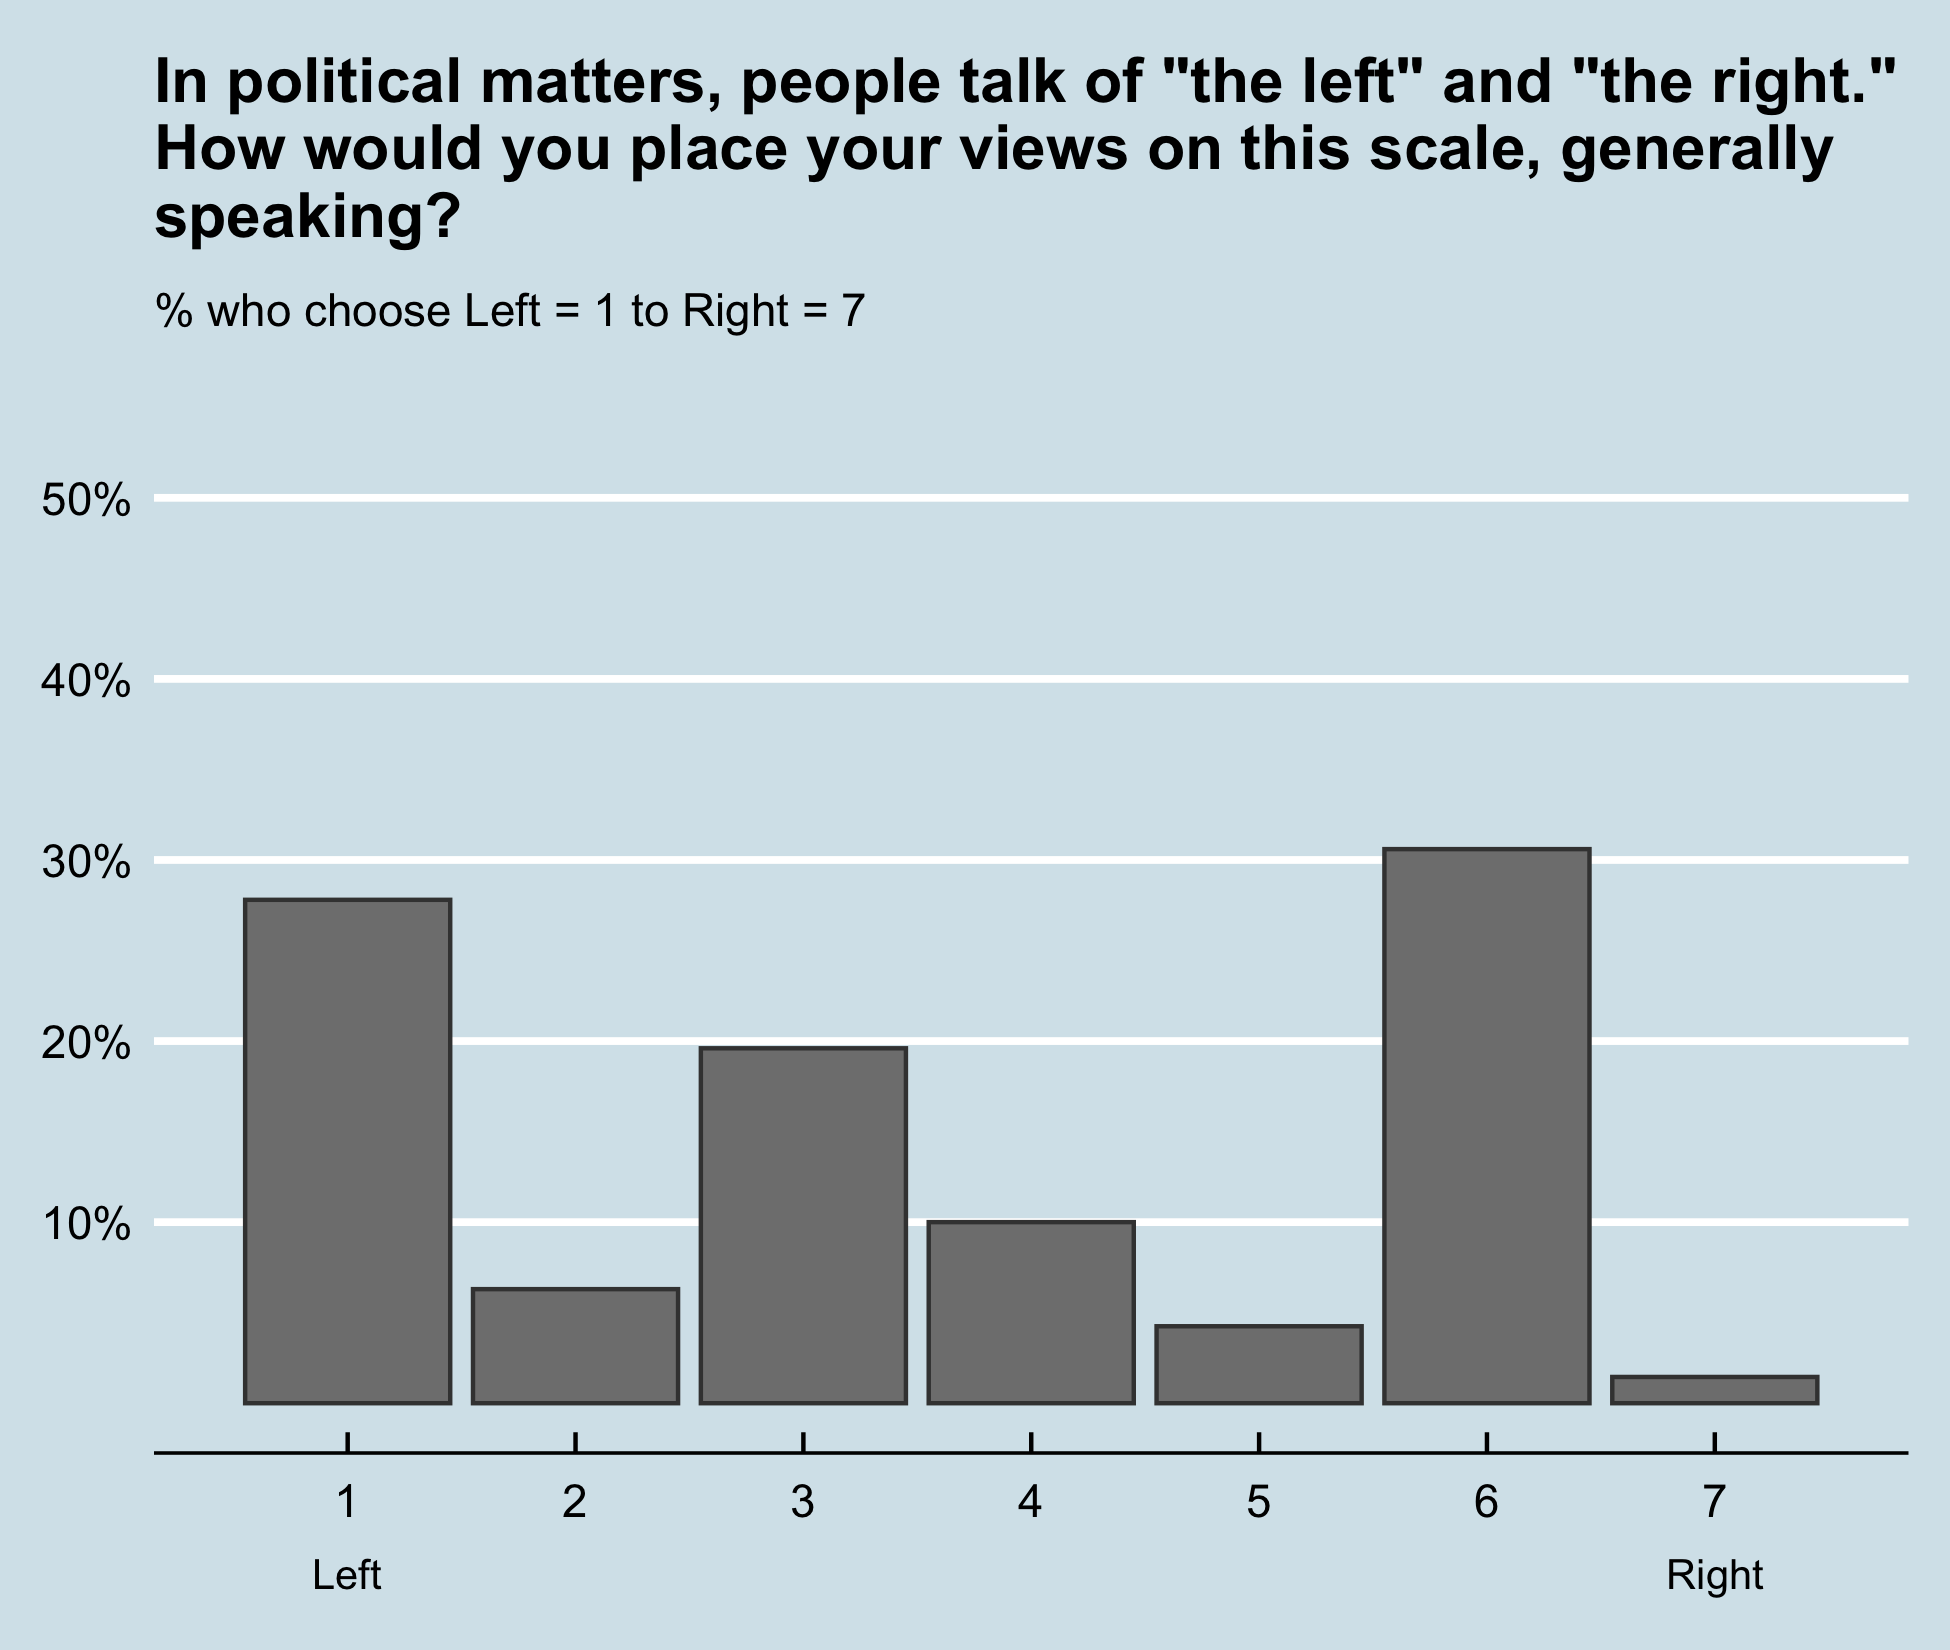 In political matters, people talk of "the left" and "the right."
How would you place your views on this scale, generally
speaking?
% who choose Left = 1 to Right = 7
50%
40%
30%
20%
10%
1 2 3 4 5 6 7
Left Right